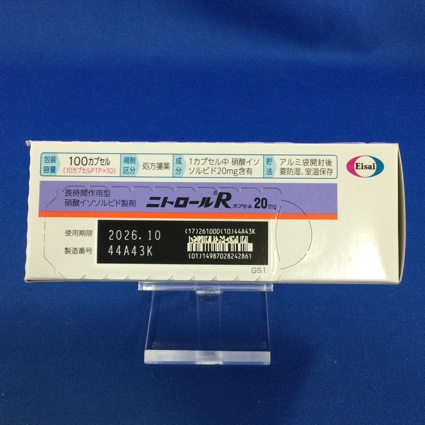 包装容量 100カプセル (10カプセルPTP×10) 規制区分 処方箋薬 成分 1カプセル中 硝酸イソソルビド20mg含有 貯法 アルミ袋開封後要防湿、室温保存
Eisai
長時間作用型
硝酸イソソルビド製剤
ニトロール®Rカプセル 20mg
使用期限 2026.10
製造番号 44A43K
(17)261000(10)44A43K
(01)14987028242861
GS1